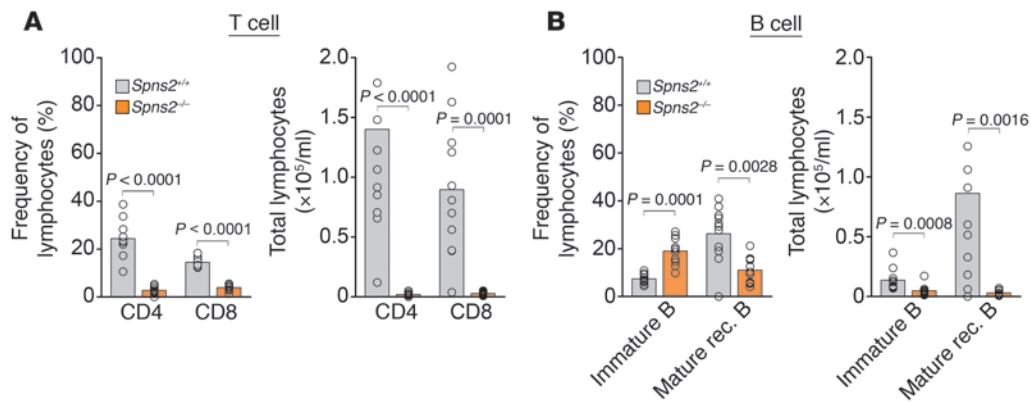 A
T cell
Frequency of
lymphocytes (%)
100
80
60
40
20
0
Spns2+/+
Spns2−/−
P < 0.0001
P < 0.0001
CD4
CD8
Total lymphocytes
(×10⁵/ml)
2.0
1.5
1.0
0.5
0
P < 0.0001
P = 0.0001
CD4
CD8
B
B cell
Frequency of
lymphocytes (%)
100
80
60
40
20
0
Spns2+/+
Spns2−/−
P = 0.0001
P = 0.0028
Immature B
Mature rec. B
Total lymphocytes
(×10⁵/ml)
2.0
1.5
1.0
0.5
0
P = 0.0008
P = 0.0016
Immature B
Mature rec. B